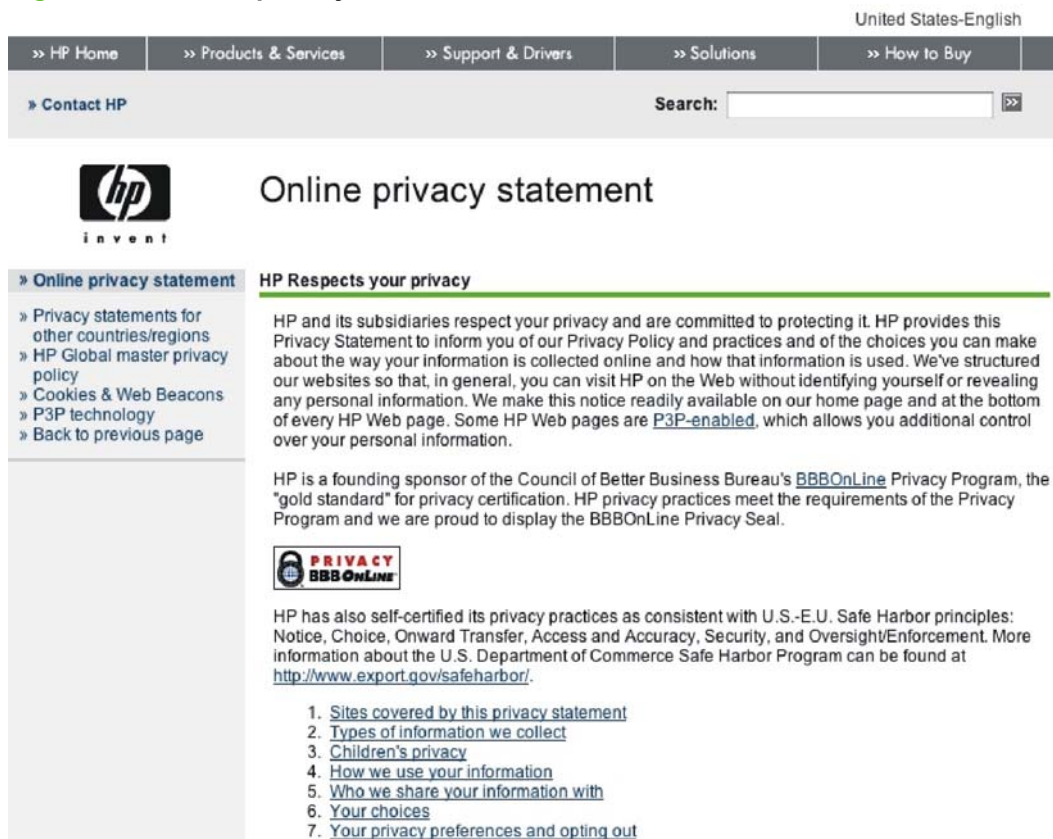 United States-English
» HP Home » Products & Services » Support & Drivers » Solutions » How to Buy
» Contact HP
Search:
hp
invent
Online privacy statement
» Online privacy statement
» Privacy statements for
other countries/regions
» HP Global master privacy
policy
» Cookies & Web Beacons
» P3P technology
» Back to previous page
HP Respects your privacy
HP and its subsidiaries respect your privacy and are committed to protecting it. HP provides this
Privacy Statement to inform you of our Privacy Policy and practices and of the choices you can make
about the way your information is collected online and how that information is used. We've structured
our websites so that, in general, you can visit HP on the Web without identifying yourself or revealing
any personal information. We make this notice readily available on our home page and at the bottom
of every HP Web page. Some HP Web pages are P3P-enabled, which allows you additional control
over your personal information.
HP is a founding sponsor of the Council of Better Business Bureau's BBBOnLine Privacy Program, the
"gold standard" for privacy certification. HP privacy practices meet the requirements of the Privacy
Program and we are proud to display the BBBOnLine Privacy Seal.
PRIVACY
BBBONLINE
HP has also self-certified its privacy practices as consistent with U.S.-E.U. Safe Harbor principles:
Notice, Choice, Onward Transfer, Access and Accuracy, Security, and Oversight/Enforcement. More
information about the U.S. Department of Commerce Safe Harbor Program can be found at
http://www.export.gov/safeharbor/.
1. Sites covered by this privacy statement
2. Types of information we collect
3. Children's privacy
4. How we use your information
5. Who we share your information with
6. Your choices
7. Your privacy preferences and opting out